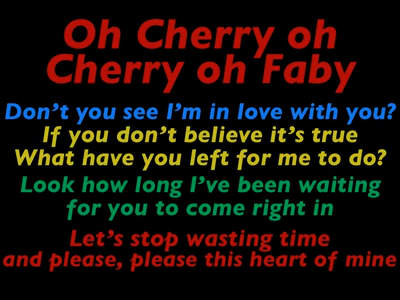 Oh Cherry oh
Cherry oh Faby
Don't you see I'm in love with you?
If you don't believe it's true
What have you left for me to do?
Look how long I've been waiting
for you to come right in
Let's stop wasting time
and please, please this heart of mine